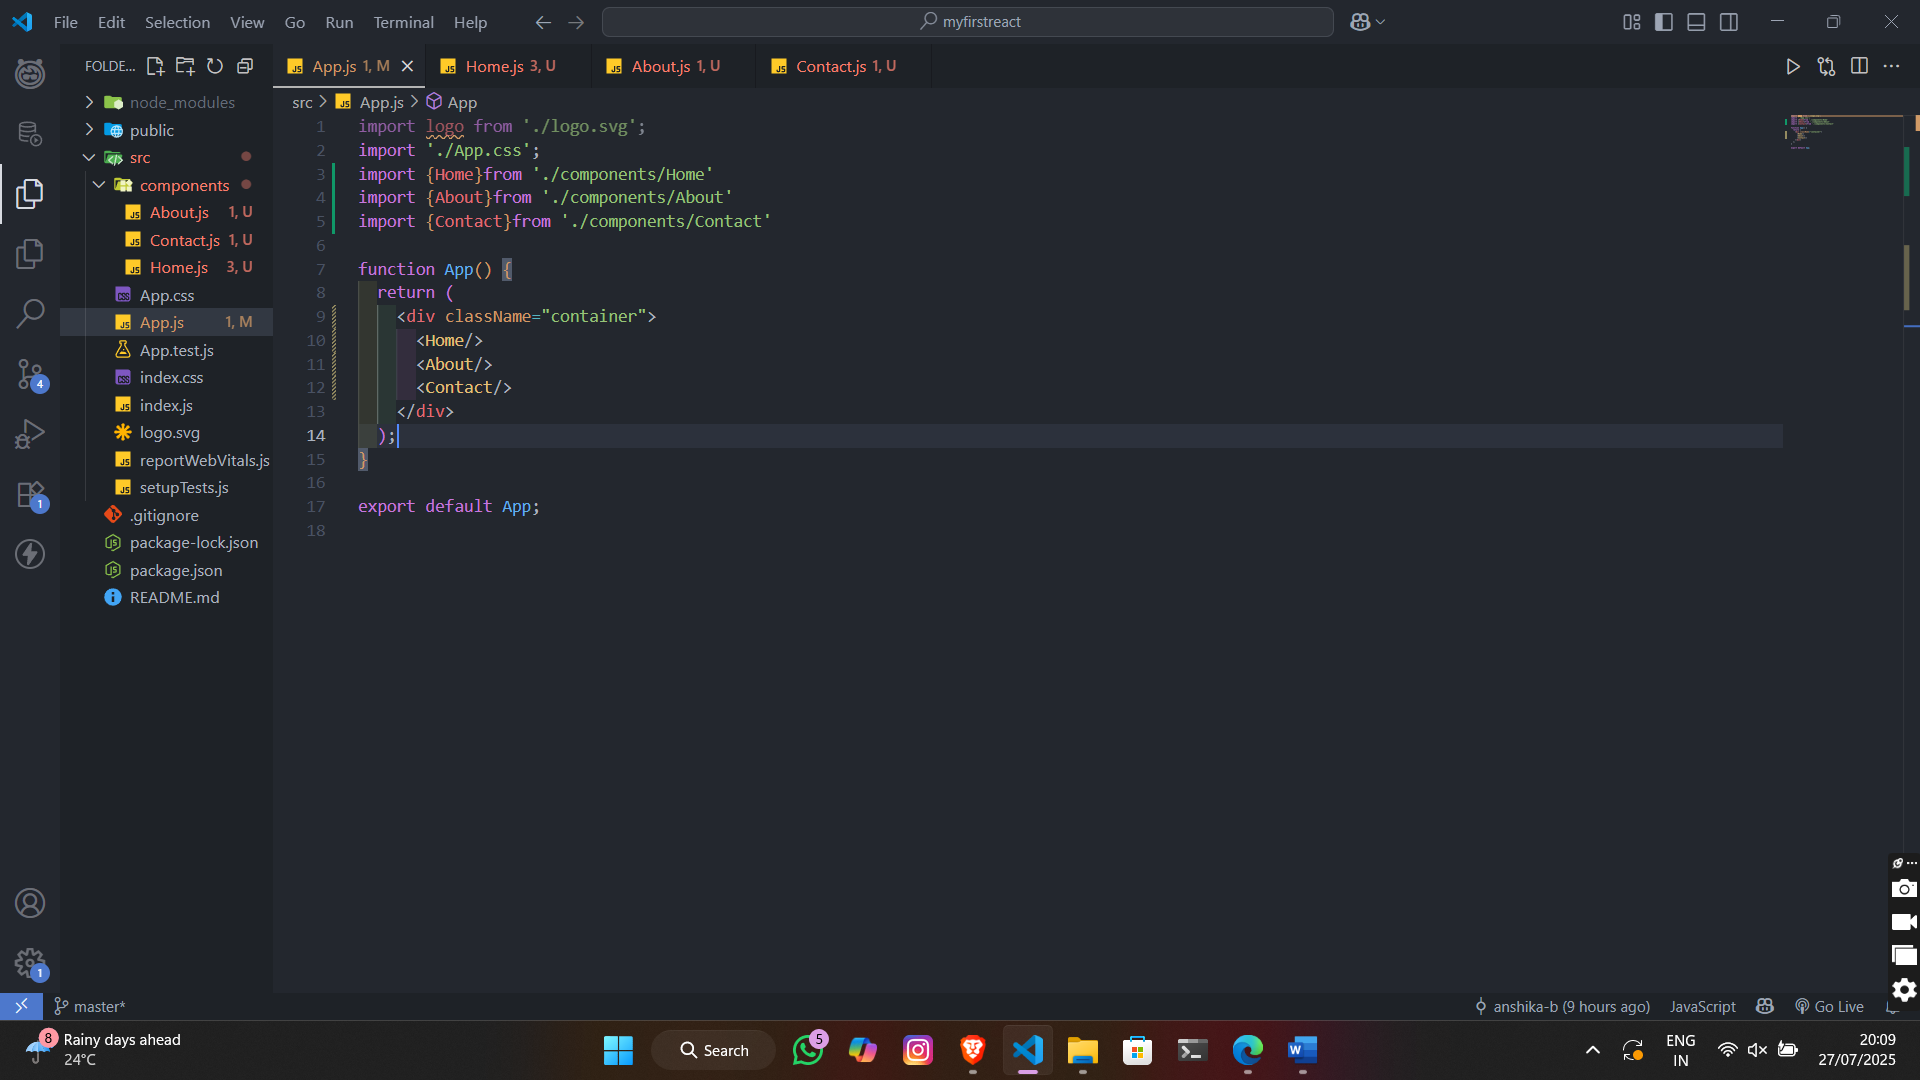 File Edit Selection View Go Run Terminal Help
myfirstreact
FOLDE...
App.js 1, M
Home.js 3, U
About.js 1, U
Contact.js 1, U
src > App.js > App
node_modules
public
src
components
About.js 1, U
Contact.js 1, U
Home.js 3, U
App.css
App.js 1, M
App.test.js
index.css
index.js
logo.svg
reportWebVitals.js
setupTests.js
.gitignore
package-lock.json
package.json
README.md
4
1
1
1 import logo from './logo.svg';
2 import './App.css';
3 import {Home}from './components/Home'
4 import {About}from './components/About'
5 import {Contact}from './components/Contact'
6
7 function App() {
8 return (
9 <div className="container">
10 <Home/>
11 <About/>
12 <Contact/>
13 </div>
14 );
15 }
16
17 export default App;
18
master*
anshika-b (9 hours ago)
JavaScript
Go Live
8
Rainy days ahead
24°C
Search
5
ENG
IN
20:09
27/07/2025